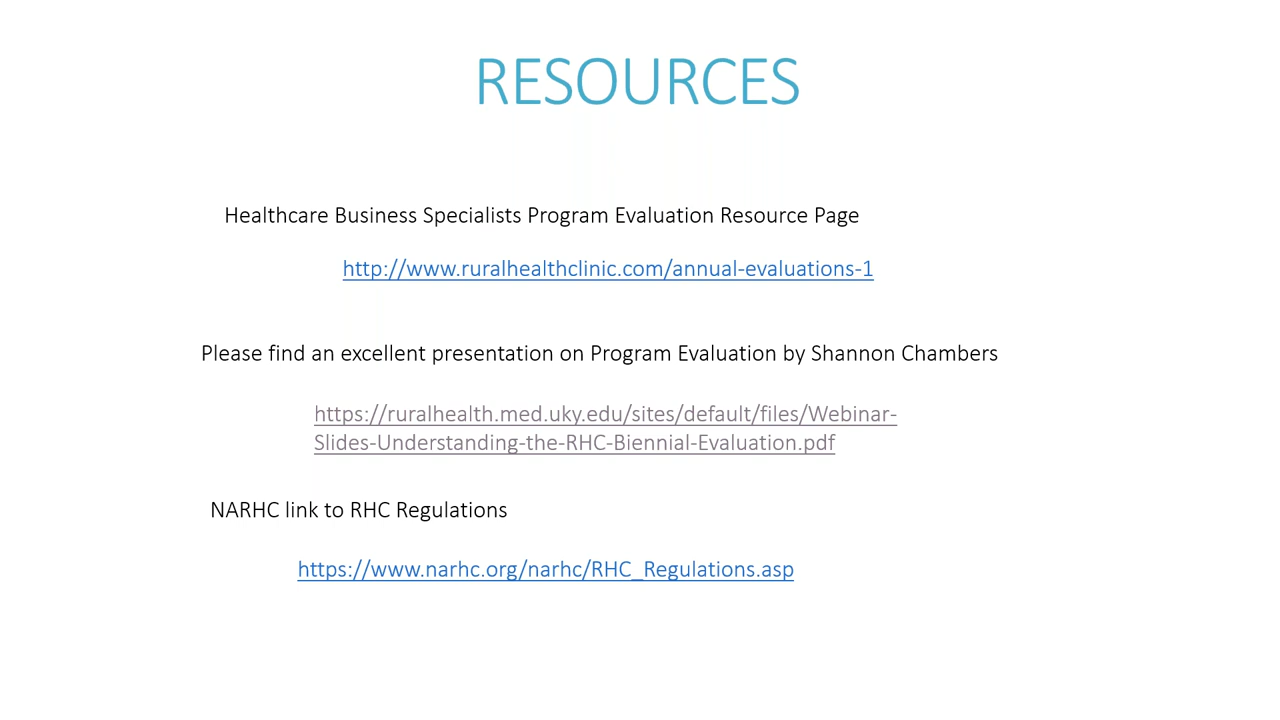 RESOURCES
Healthcare Business Specialists Program Evaluation Resource Page
http://www.ruralhealthclinic.com/annual-evaluations-1
Please find an excellent presentation on Program Evaluation by Shannon Chambers
https://ruralhealth.med.uky.edu/sites/default/files/Webinar-
Slides-Understanding-the-RHC-Biennial-Evaluation.pdf
NARHC link to RHC Regulations
https://www.narhc.org/narhc/RHC_Regulations.asp